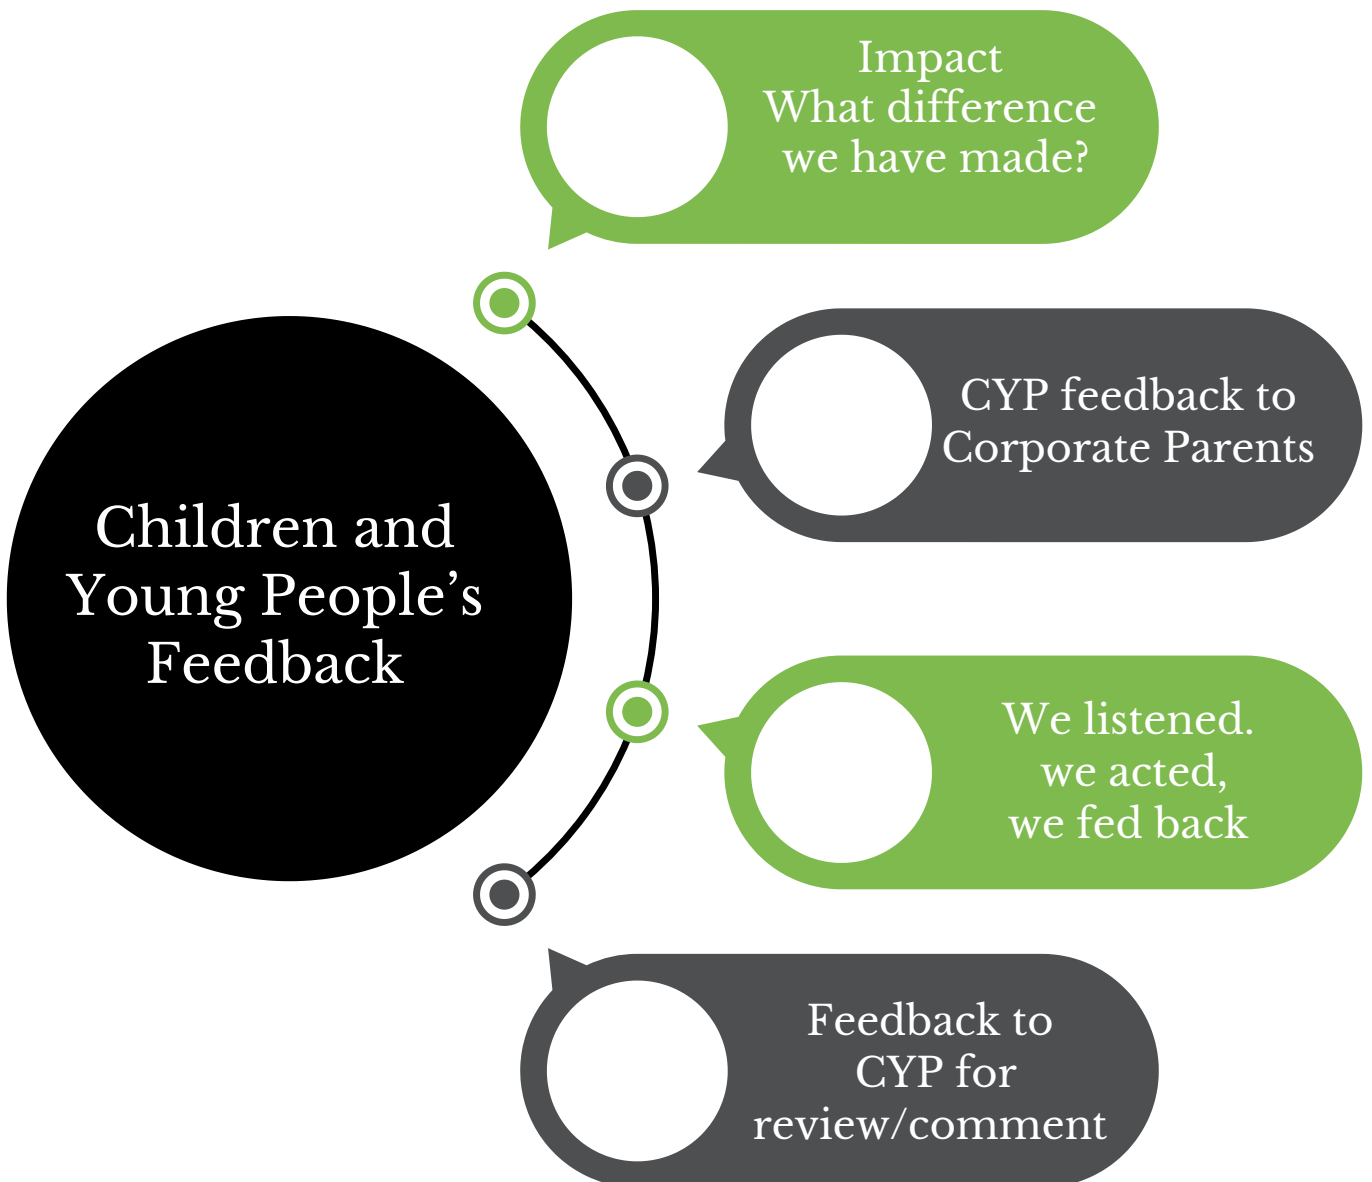 Impact
What difference
we have made?
CYP feedback to
Corporate Parents
Children and
Young People’s
Feedback
We listened.
we acted,
we fed back
Feedback to
CYP for
review/comment